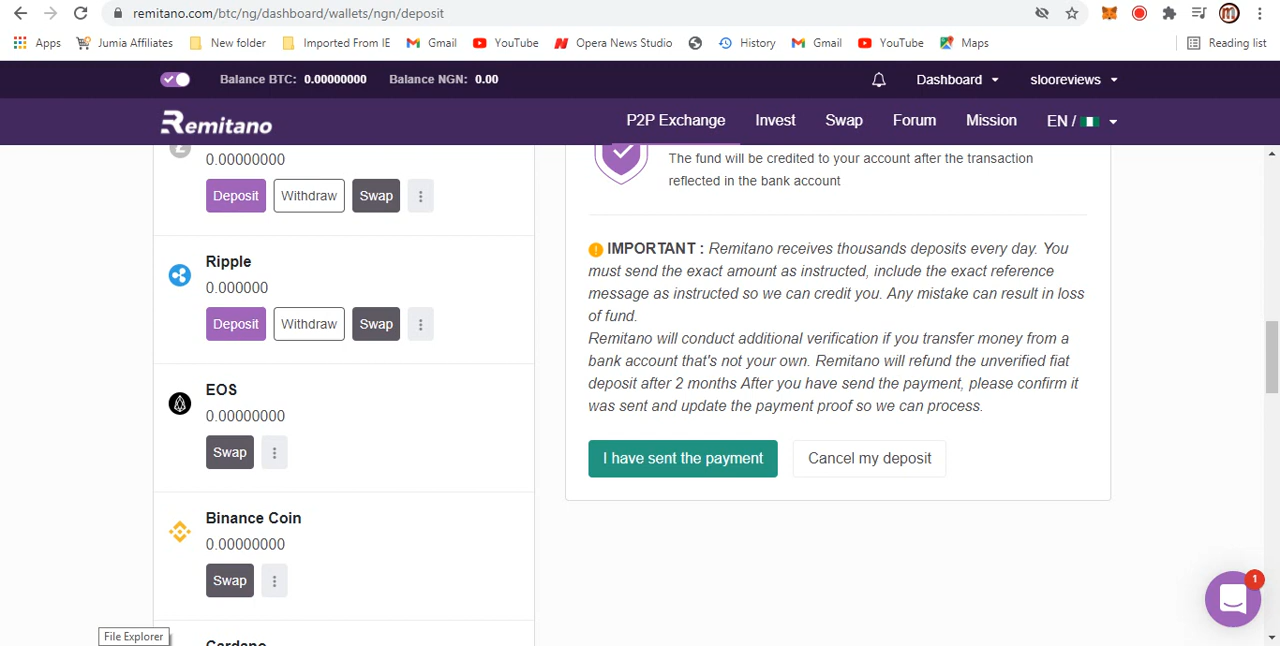 remitano.com/btc/ng/dashboard/wallets/ngn/deposit
Apps Jumia Affiliates New folder Imported From IE Gmail YouTube Opera News Studio History Gmail YouTube Maps Reading list
Balance BTC: 0.00000000 Balance NGN: 0.00 Dashboard slooreviews
Remitano P2P Exchange Invest Swap Forum Mission EN /
0.00000000
Deposit Withdraw Swap
Ripple
0.000000
Deposit Withdraw Swap
EOS
0.00000000
Swap
Binance Coin
0.00000000
Swap
Cardano
The fund will be credited to your account after the transaction
reflected in the bank account
IMPORTANT : Remitano receives thousands deposits every day. You
must send the exact amount as instructed, include the exact reference
message as instructed so we can credit you. Any mistake can result in loss
of fund.
Remitano will conduct additional verification if you transfer money from a
bank account that's not your own. Remitano will refund the unverified fiat
deposit after 2 months After you have send the payment, please confirm it
was sent and update the payment proof so we can process.
I have sent the payment Cancel my deposit
1
File Explorer